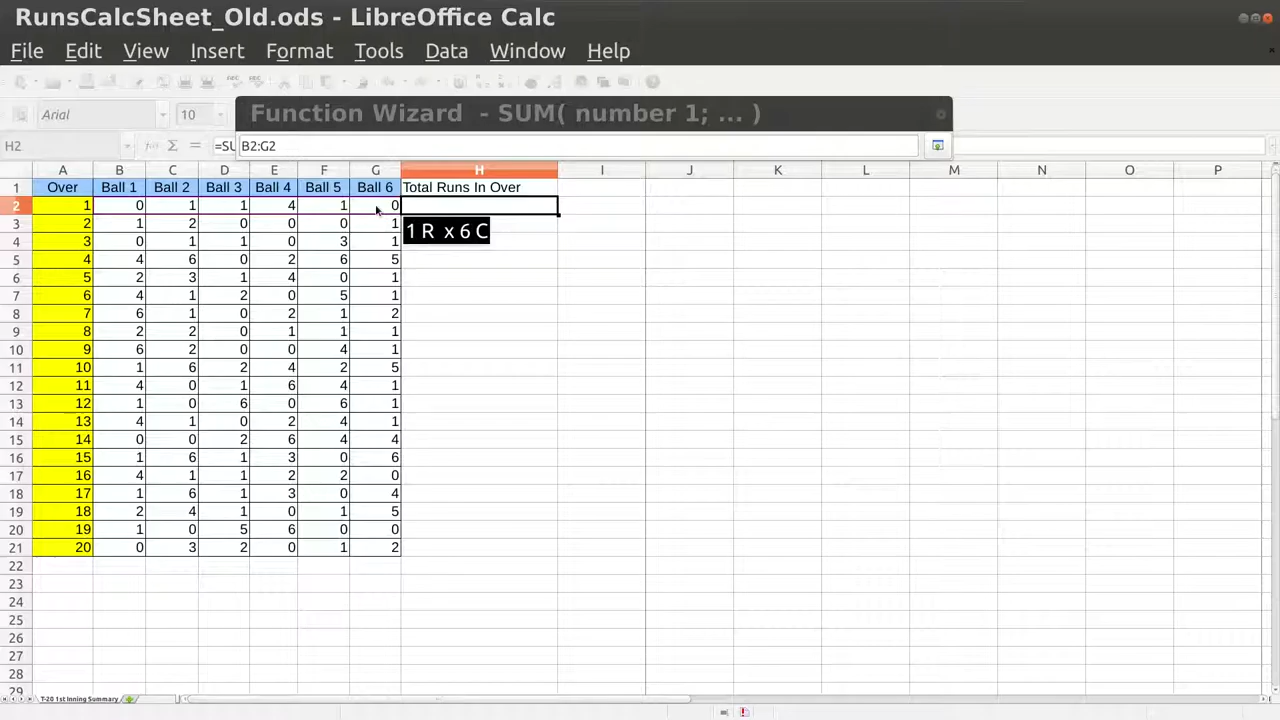 RunsCalcSheet_Old.ods - LibreOffice Calc
File Edit View Insert Format Tools Data Window Help
Function Wizard - SUM( number 1; ... )
Arial 10
H2 =SU B2:G2
A B C D E F G H I J K L M N O P
1 Over Ball 1 Ball 2 Ball 3 Ball 4 Ball 5 Ball 6 Total Runs In Over
2 1 0 1 1 4 1 0
3 2 1 2 0 0 0 1
1 R x 6 C
4 3 0 1 1 0 3 1
5 4 4 6 0 2 6 5
6 5 2 3 1 4 0 1
7 6 4 1 2 0 5 1
8 7 6 1 0 2 1 2
9 8 2 2 0 1 1 1
10 9 6 2 0 0 4 1
11 10 1 6 2 4 2 5
12 11 4 0 1 6 4 1
13 12 1 0 6 0 6 1
14 13 4 1 0 2 4 1
15 14 0 0 2 6 4 4
16 15 1 6 1 3 0 6
17 16 4 1 1 2 2 0
18 17 1 6 1 3 0 4
19 18 2 4 1 0 1 5
20 19 1 0 5 6 0 0
21 20 0 3 2 0 1 2
22
23
24
25
26
27
28
29
T-20 1st Inning Summary